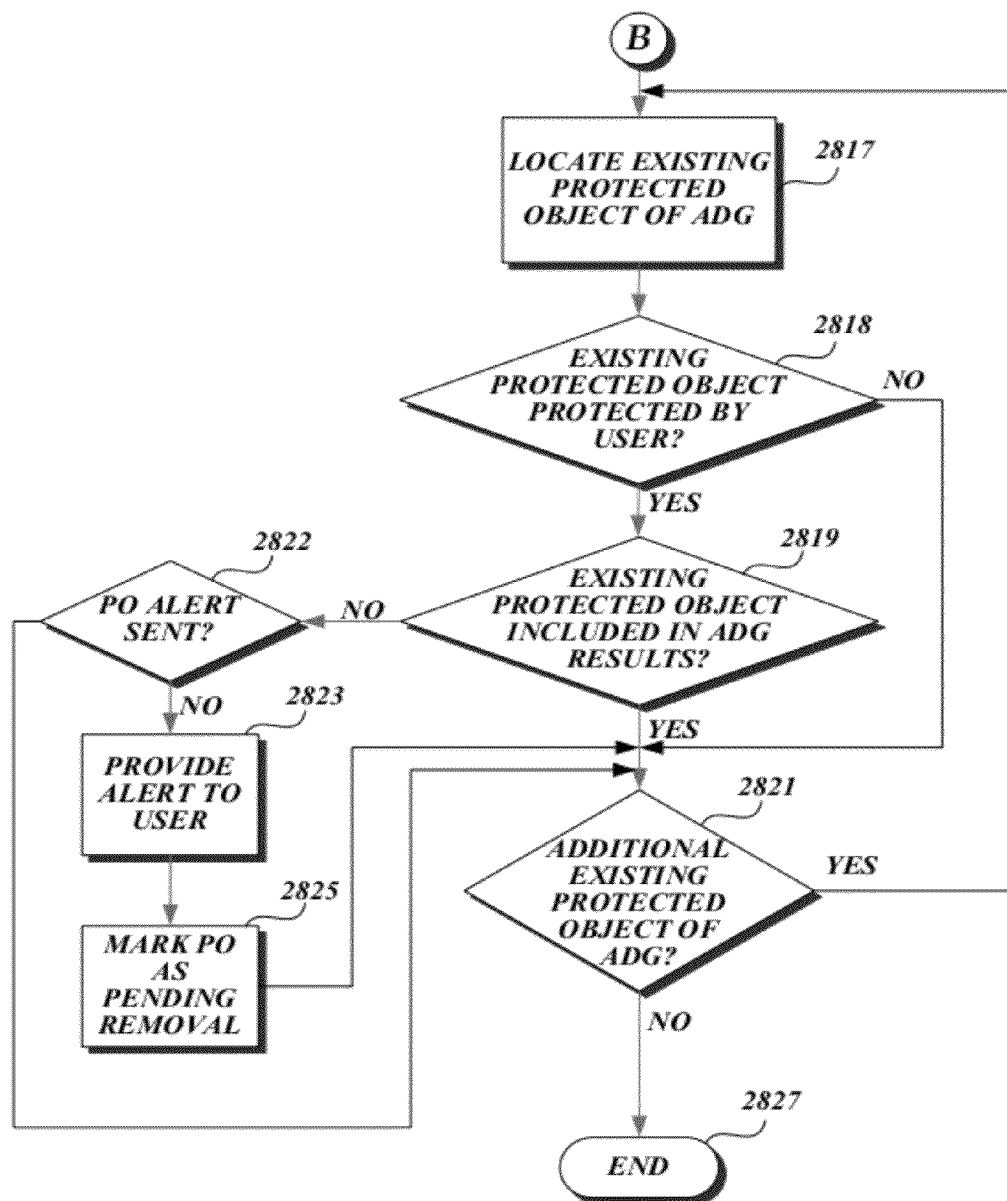 B
LOCATE EXISTING
PROTECTED
OBJECT OF ADG
2817
EXISTING
PROTECTED OBJECT
PROTECTED BY
USER?
2818
NO
YES
EXISTING
PROTECTED OBJECT
INCLUDED IN ADG
RESULTS?
2819
NO
YES
PO ALERT
SENT?
2822
NO
PROVIDE
ALERT TO
USER
2823
MARK PO
AS
PENDING
REMOVAL
2825
ADDITIONAL
EXISTING
PROTECTED
OBJECT OF
ADG?
2821
YES
NO
END
2827